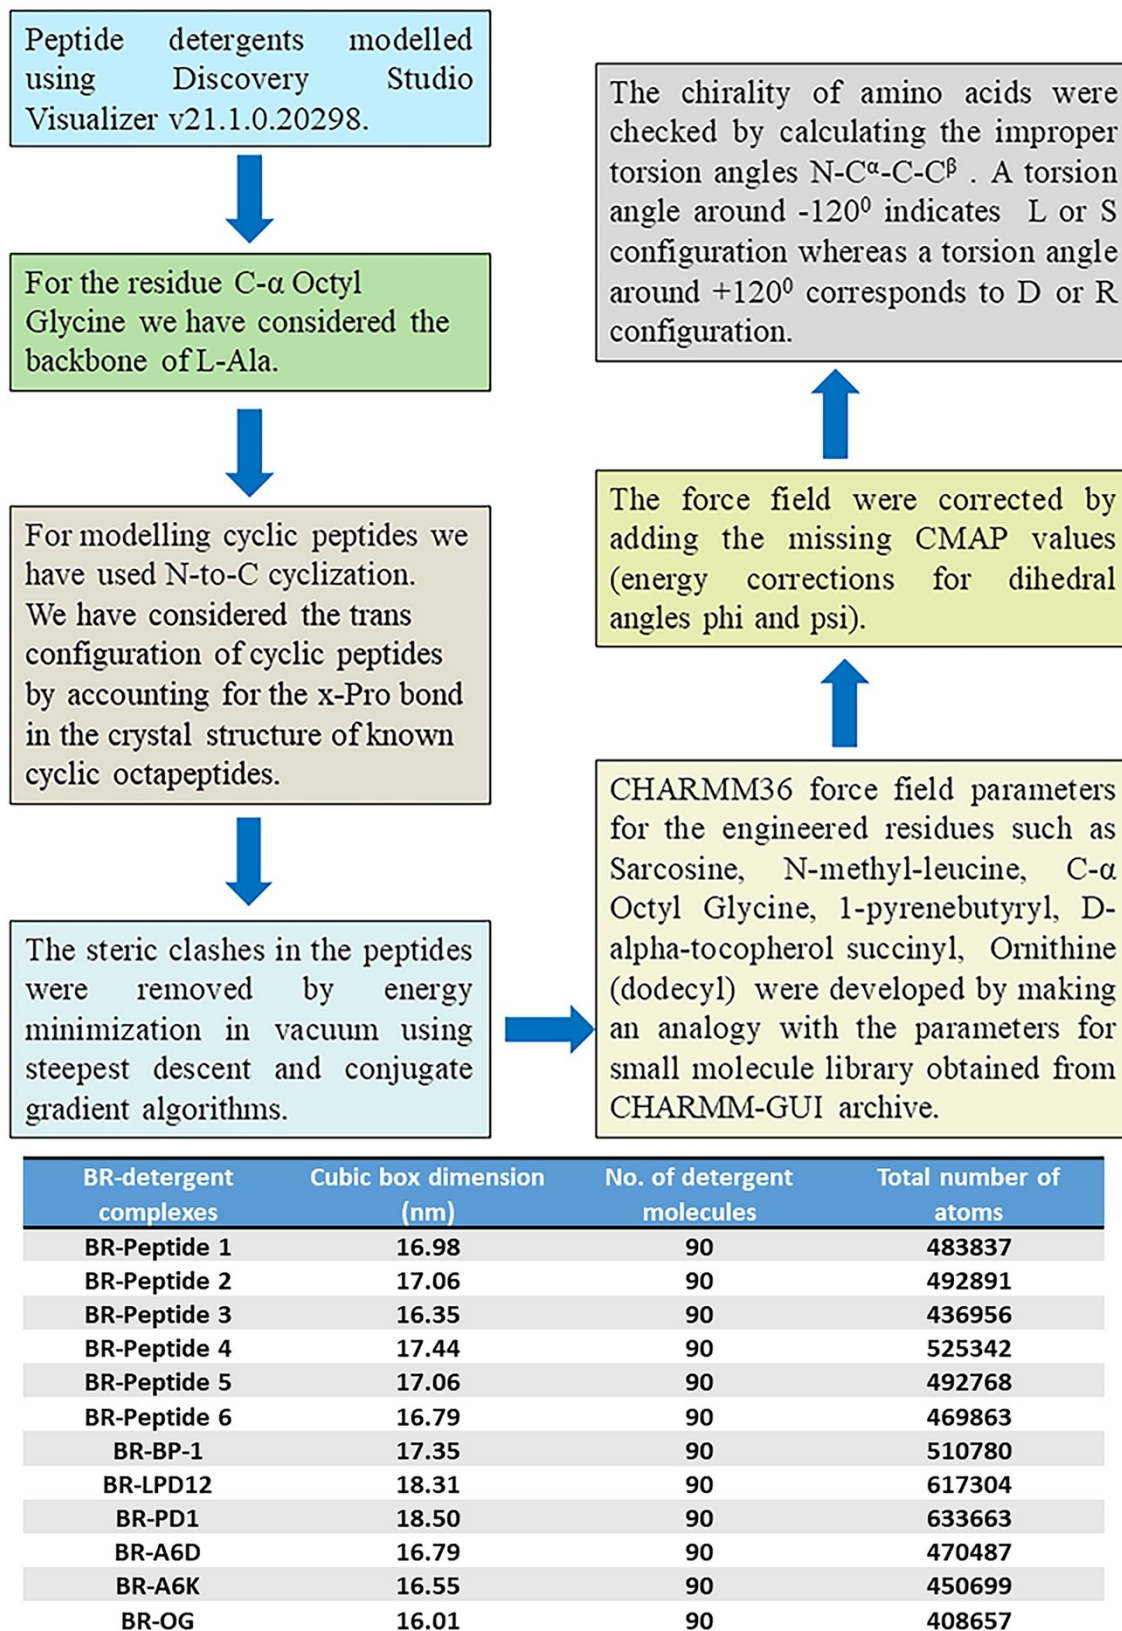 Peptide detergents modelled
using Discovery Studio
Visualizer v21.1.0.20298.
For the residue C-α Octyl
Glycine we have considered the
backbone of L-Ala.
For modelling cyclic peptides we
have used N-to-C cyclization.
We have considered the trans
configuration of cyclic peptides
by accounting for the x-Pro bond
in the crystal structure of known
cyclic octapeptides.
The steric clashes in the peptides
were removed by energy
minimization in vacuum using
steepest descent and conjugate
gradient algorithms.
CHARMM36 force field parameters
for the engineered residues such as
Sarcosine, N-methyl-leucine, C-α
Octyl Glycine, 1-pyrenebutyryl, D-
alpha-tocopherol succinyl, Ornithine
(dodecyl) were developed by making
an analogy with the parameters for
small molecule library obtained from
CHARMM-GUI archive.
The force field were corrected by
adding the missing CMAP values
(energy corrections for dihedral
angles phi and psi).
The chirality of amino acids were
checked by calculating the improper
torsion angles N-Cᵅ-C-Cᵝ . A torsion
angle around -120⁰ indicates L or S
configuration whereas a torsion angle
around +120⁰ corresponds to D or R
configuration.
BR-detergent complexes Cubic box dimension (nm) No. of detergent molecules Total number of atoms
BR-Peptide 1 16.98 90 483837
BR-Peptide 2 17.06 90 492891
BR-Peptide 3 16.35 90 436956
BR-Peptide 4 17.44 90 525342
BR-Peptide 5 17.06 90 492768
BR-Peptide 6 16.79 90 469863
BR-BP-1 17.35 90 510780
BR-LPD12 18.31 90 617304
BR-PD1 18.50 90 633663
BR-A6D 16.79 90 470487
BR-A6K 16.55 90 450699
BR-OG 16.01 90 408657